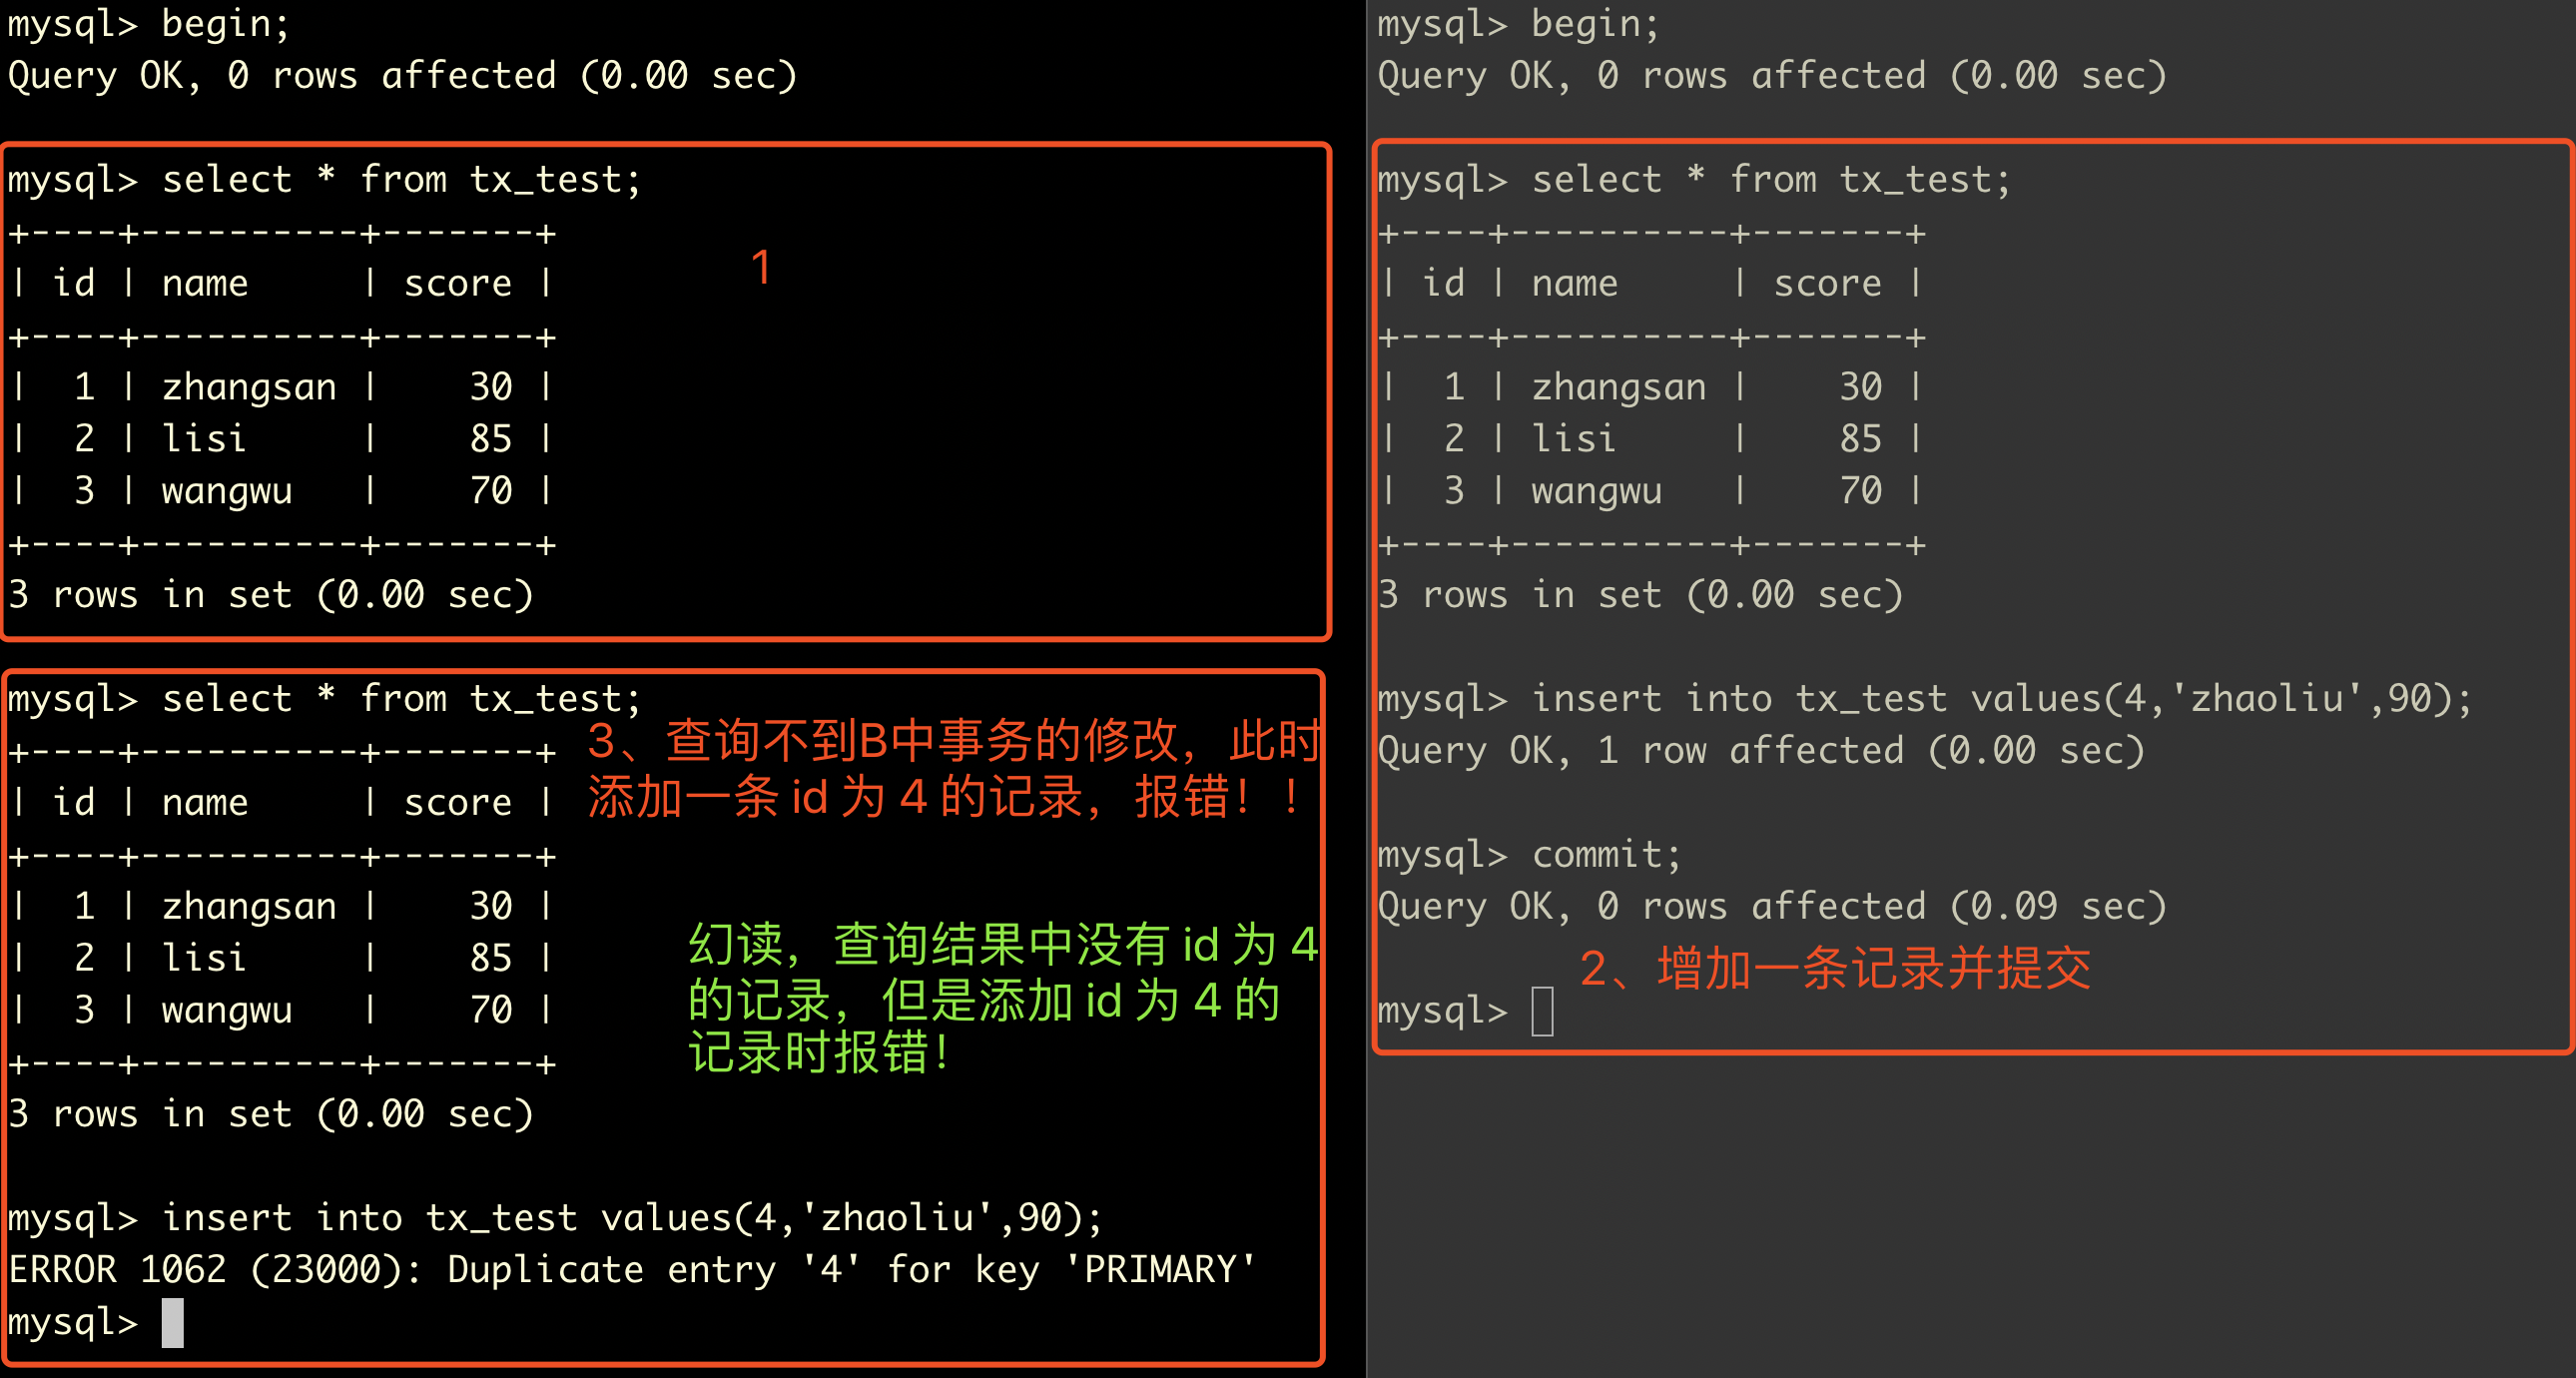 mysql> begin;
Query OK, 0 rows affected (0.00 sec)
mysql> select * from tx_test;
+----+----------+-------+
| id | name     | score |
+----+----------+-------+
|  1 | zhangsan |    30 |
|  2 | lisi     |    85 |
|  3 | wangwu   |    70 |
+----+----------+-------+
3 rows in set (0.00 sec)
1
mysql> select * from tx_test;
+----+----------+-------+
| id | name     | score |
+----+----------+-------+
|  1 | zhangsan |    30 |
|  2 | lisi     |    85 |
|  3 | wangwu   |    70 |
+----+----------+-------+
3 rows in set (0.00 sec)
3、查询不到B中事务的修改，此时
添加一条 id 为 4 的记录，报错！！
幻读，查询结果中没有 id 为 4
的记录，但是添加 id 为 4 的
记录时报错！
mysql> insert into tx_test values(4,'zhaoliu',90);
ERROR 1062 (23000): Duplicate entry '4' for key 'PRIMARY'
mysql>
mysql> begin;
Query OK, 0 rows affected (0.00 sec)
mysql> select * from tx_test;
+----+----------+-------+
| id | name     | score |
+----+----------+-------+
|  1 | zhangsan |    30 |
|  2 | lisi     |    85 |
|  3 | wangwu   |    70 |
+----+----------+-------+
3 rows in set (0.00 sec)
mysql> insert into tx_test values(4,'zhaoliu',90);
Query OK, 1 row affected (0.00 sec)
mysql> commit;
Query OK, 0 rows affected (0.09 sec)
2、增加一条记录并提交
mysql>